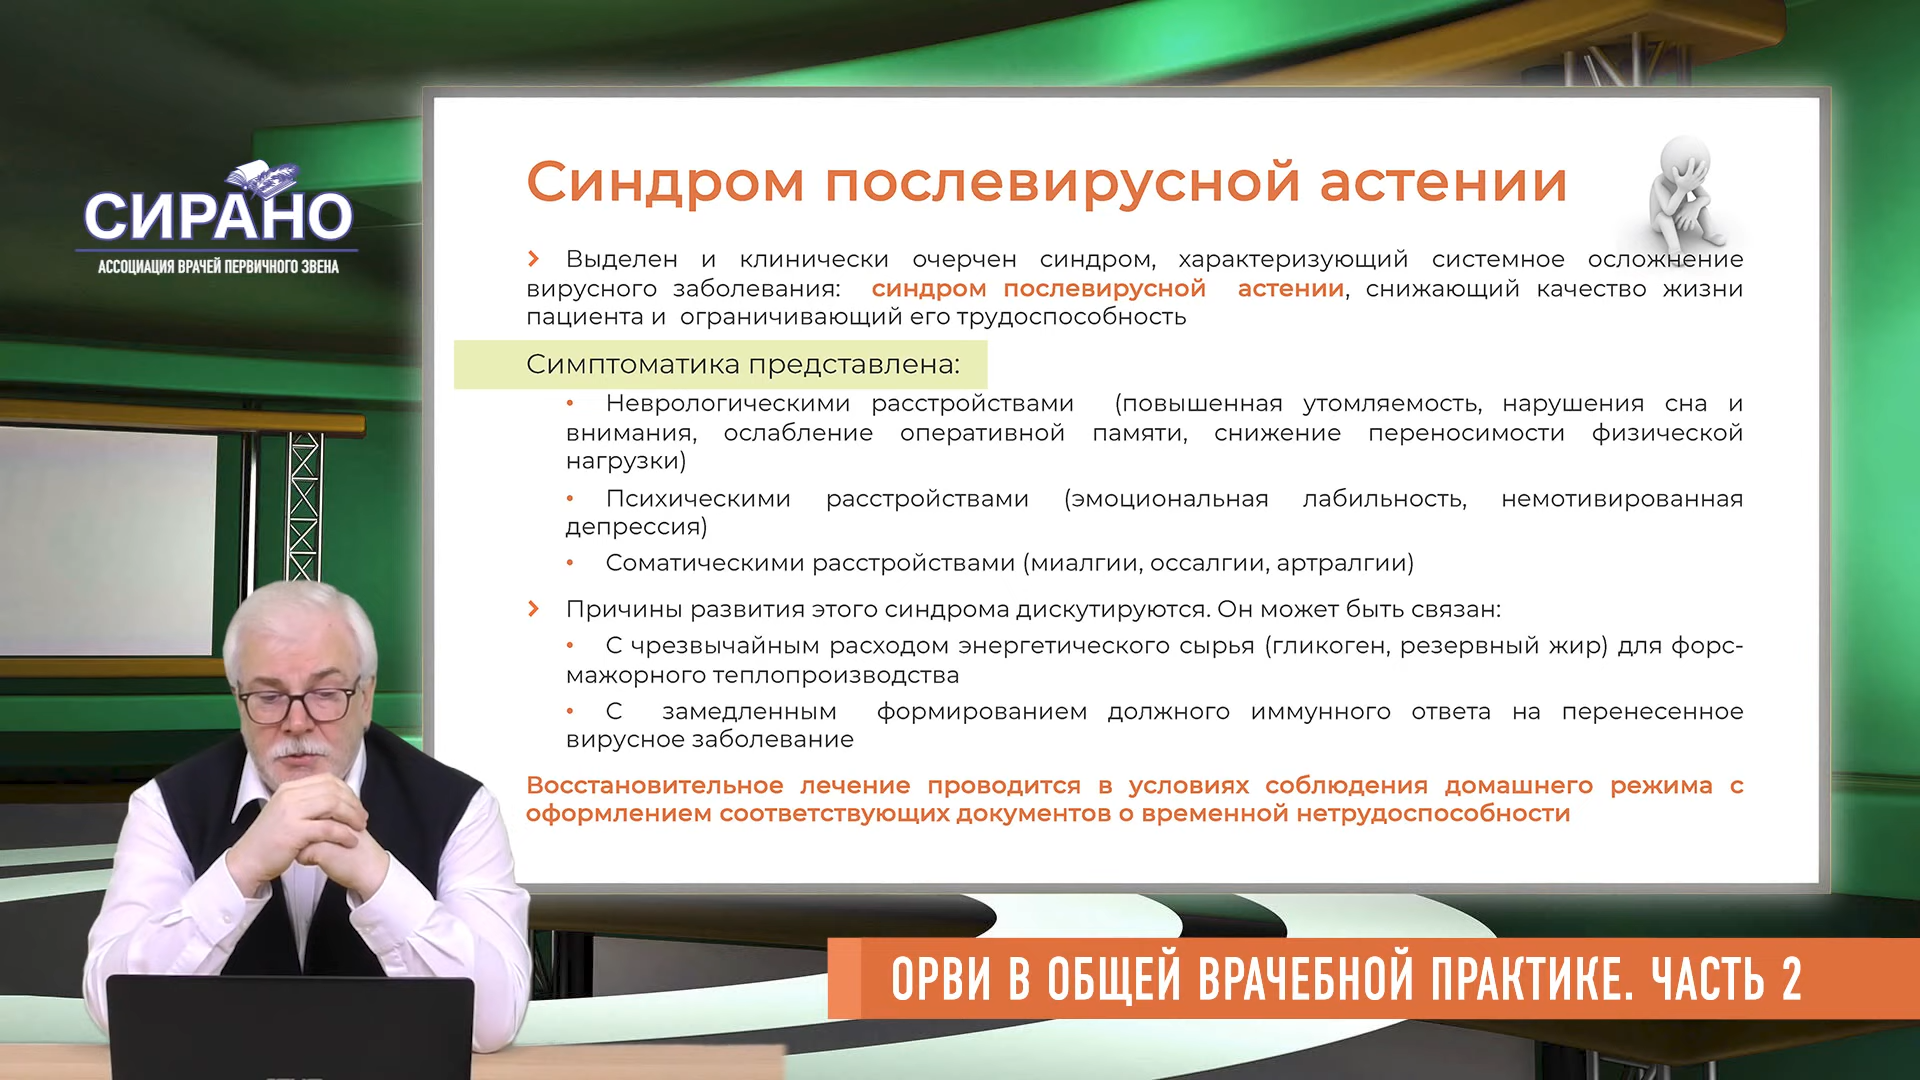 СИРАНО
АССОЦИАЦИЯ ВРАЧЕЙ ПЕРВИЧНОГО ЗВЕНА
Синдром послевирусной астении
Выделен и клинически очерчен синдром, характеризующий системное осложнение
вирусного заболевания: синдром послевирусной астении, снижающий качество жизни
пациента и ограничивающий его трудоспособность
Симптоматика представлена:
• Неврологическими расстройствами (повышенная утомляемость, нарушения сна и
внимания, ослабление оперативной памяти, снижение переносимости физической
нагрузки)
• Психическими расстройствами (эмоциональная лабильность, немотивированная
депрессия)
• Соматическими расстройствами (миалгии, оссалгии, артралгии)
Причины развития этого синдрома дискутируются. Он может быть связан:
• С чрезвычайным расходом энергетического сырья (гликоген, резервный жир) для форс-
мажорного теплопроизводства
• С замедленным формированием должного иммунного ответа на перенесенное
вирусное заболевание
Восстановительное лечение проводится в условиях соблюдения домашнего режима с
оформлением соответствующих документов о временной нетрудоспособности
ОРВИ В ОБЩЕЙ ВРАЧЕБНОЙ ПРАКТИКЕ. ЧАСТЬ 2